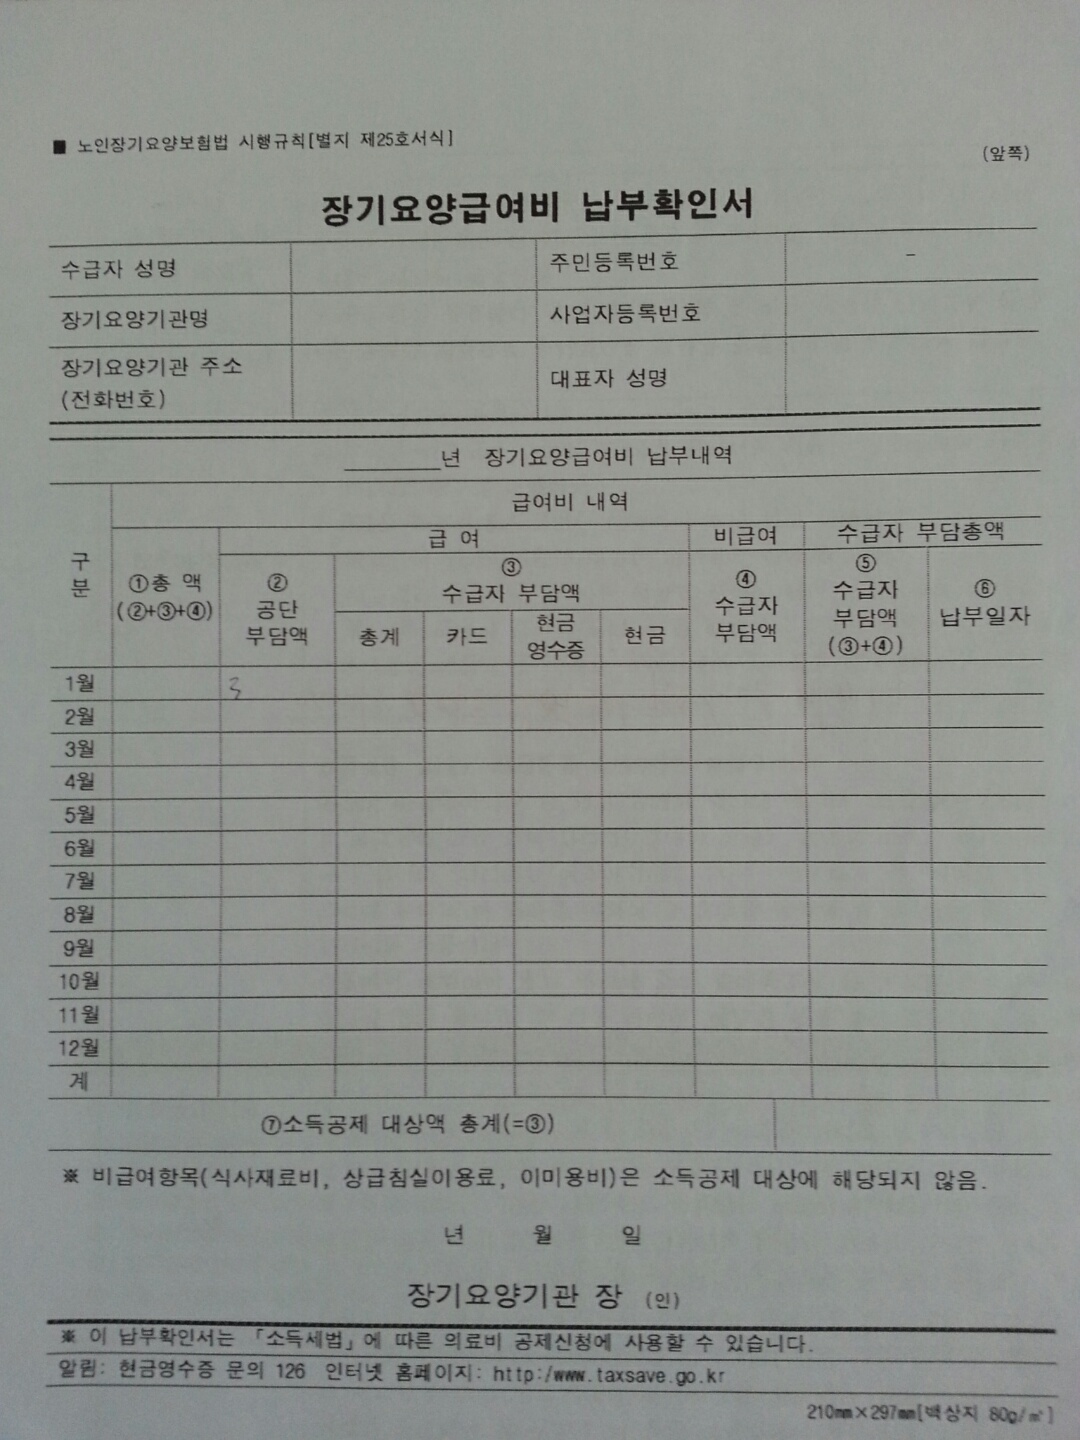 ■ 노인장기요양보험법 시행규칙[별지 제25호서식]
(앞쪽)
장기요양급여비 납부확인서
수급자 성명 주민등록번호 -
장기요양기관명 사업자등록번호
장기요양기관 주소
(전화번호) 대표자 성명
______년 장기요양급여비 납부내역
구
분
급여비 내역
①총 액
(②+③+④)
급 여
②
공단
부담액
③
수급자 부담액
총계 카드 현금
영수증 현금
비급여
④
수급자
부담액
수급자 부담총액
⑤
수급자
부담액
(③+④)
⑥
납부일자
1월 3
2월
3월
4월
5월
6월
7월
8월
9월
10월
11월
12월
계
⑦소득공제 대상액 총계(=③)
※ 비급여항목(식사재료비, 상급침실이용료, 이미용비)은 소득공제 대상에 해당되지 않음.
년 월 일
장기요양기관 장 (인)
※ 이 납부확인서는 「소득세법」에 따른 의료비 공제신청에 사용할 수 있습니다.
알림: 현금영수증 문의 126 인터넷 홈페이지: http:/www.taxsave.go.kr
210㎜×297㎜[백상지 80g/㎡]